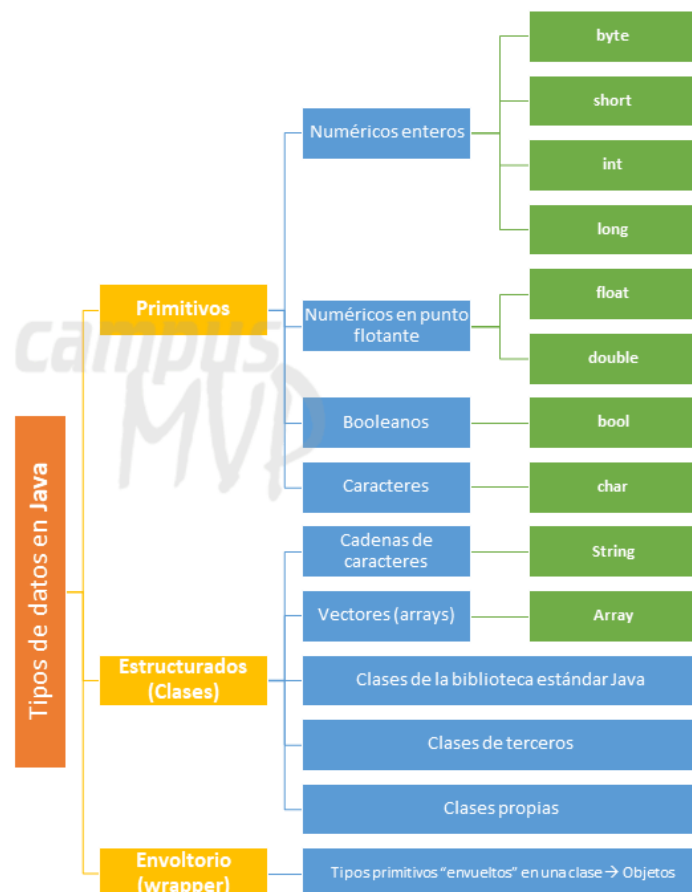 Tipos de datos en Java
Primitivos
Numéricos enteros
byte
short
int
long
Numéricos en punto
flotante
float
double
Booleanos
bool
Caracteres
char
Estructurados
(Clases)
Cadenas de
caracteres
String
Vectores (arrays)
Array
Clases de la biblioteca estándar Java
Clases de terceros
Clases propias
Envoltorio
(wrapper)
Tipos primitivos “envueltos” en una clase → Objetos
campus
MVP